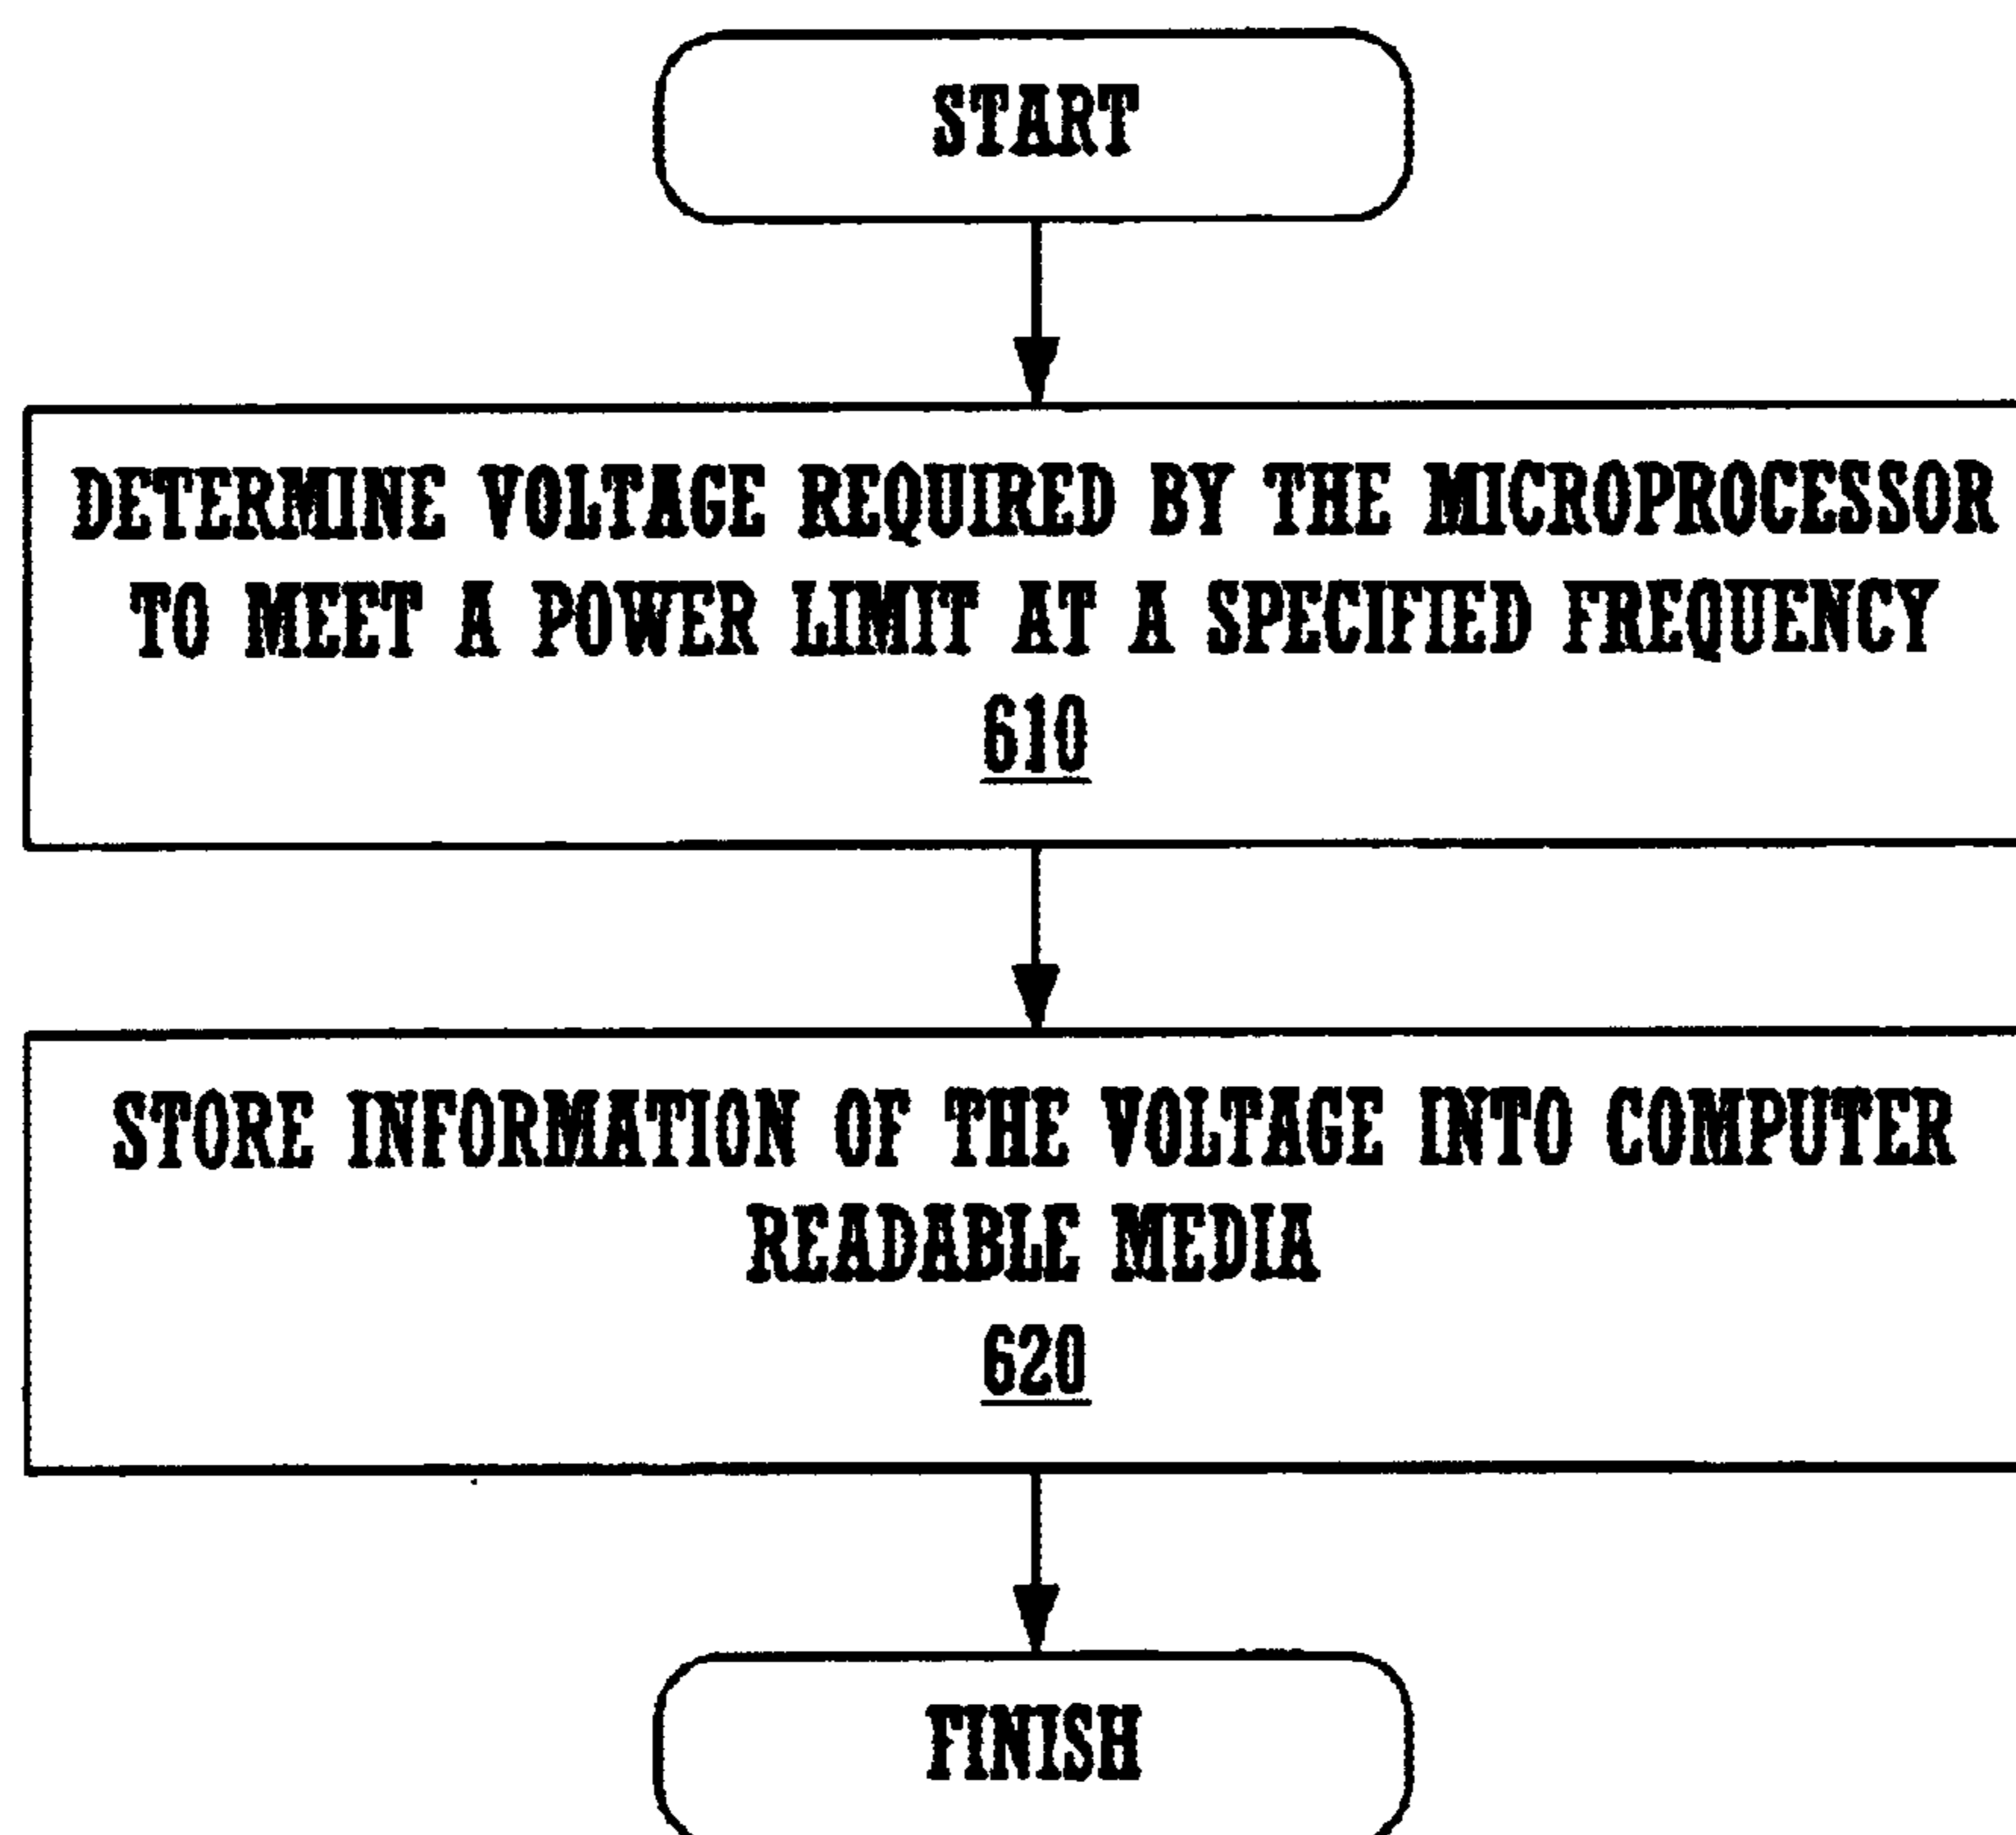 START
DETERMINE VOLTAGE REQUIRED BY THE MICROPROCESSOR
TO MEET A POWER LIMIT AT A SPECIFIED FREQUENCY
610
STORE INFORMATION OF THE VOLTAGE INTO COMPUTER
READABLE MEDIA
620
FINISH